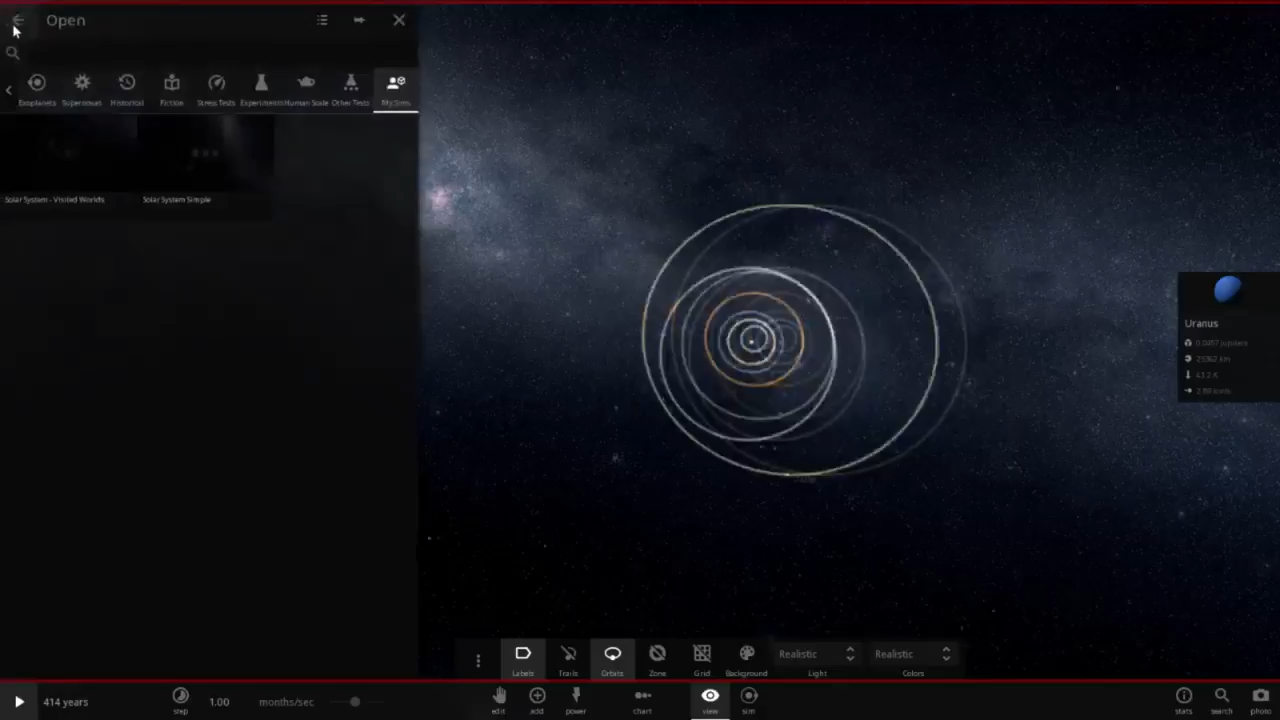 Open
Exoplanets
Supernovas
Historical
Fiction
Stress Tests
Experiments
Human Scale
Other Tests
My Sims
Solar System - Visited Worlds
Solar System Simple
Uranus
23362 km
Labels
Trails
Orbits
Zone
Grid
Background
Realistic
Light
Realistic
Colors
414 years
step
1.00
months/sec
edit
add
power
chart
view
sim
stats
search
photo